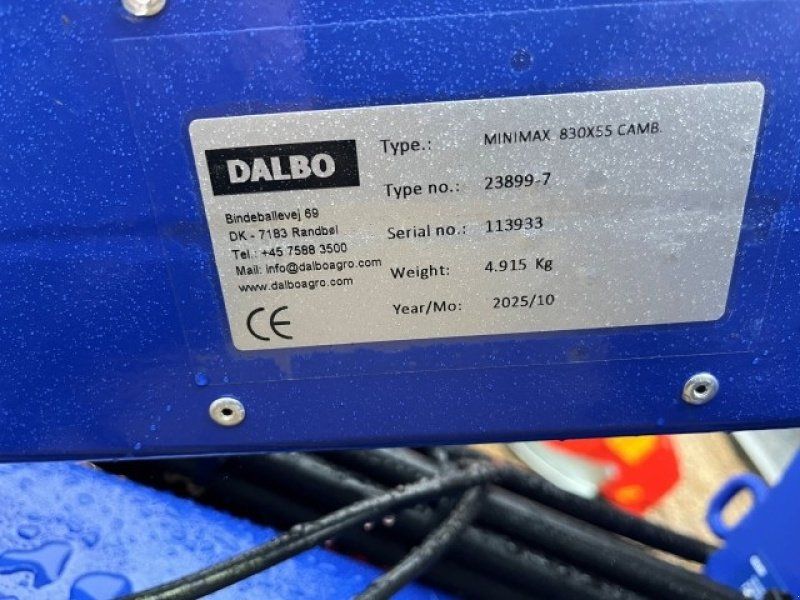 DALBO
Bindeballevej 69
DK - 7183 Randbøl
Tel.: +45 7588 3500
Mail: info@dalboagro.com
www.dalboagro.com
CE
Type.: MINIMAX 830X55 CAMB.
Type no.: 23899-7
Serial no.: 113933
Weight: 4.915 Kg
Year/Mo: 2025/10